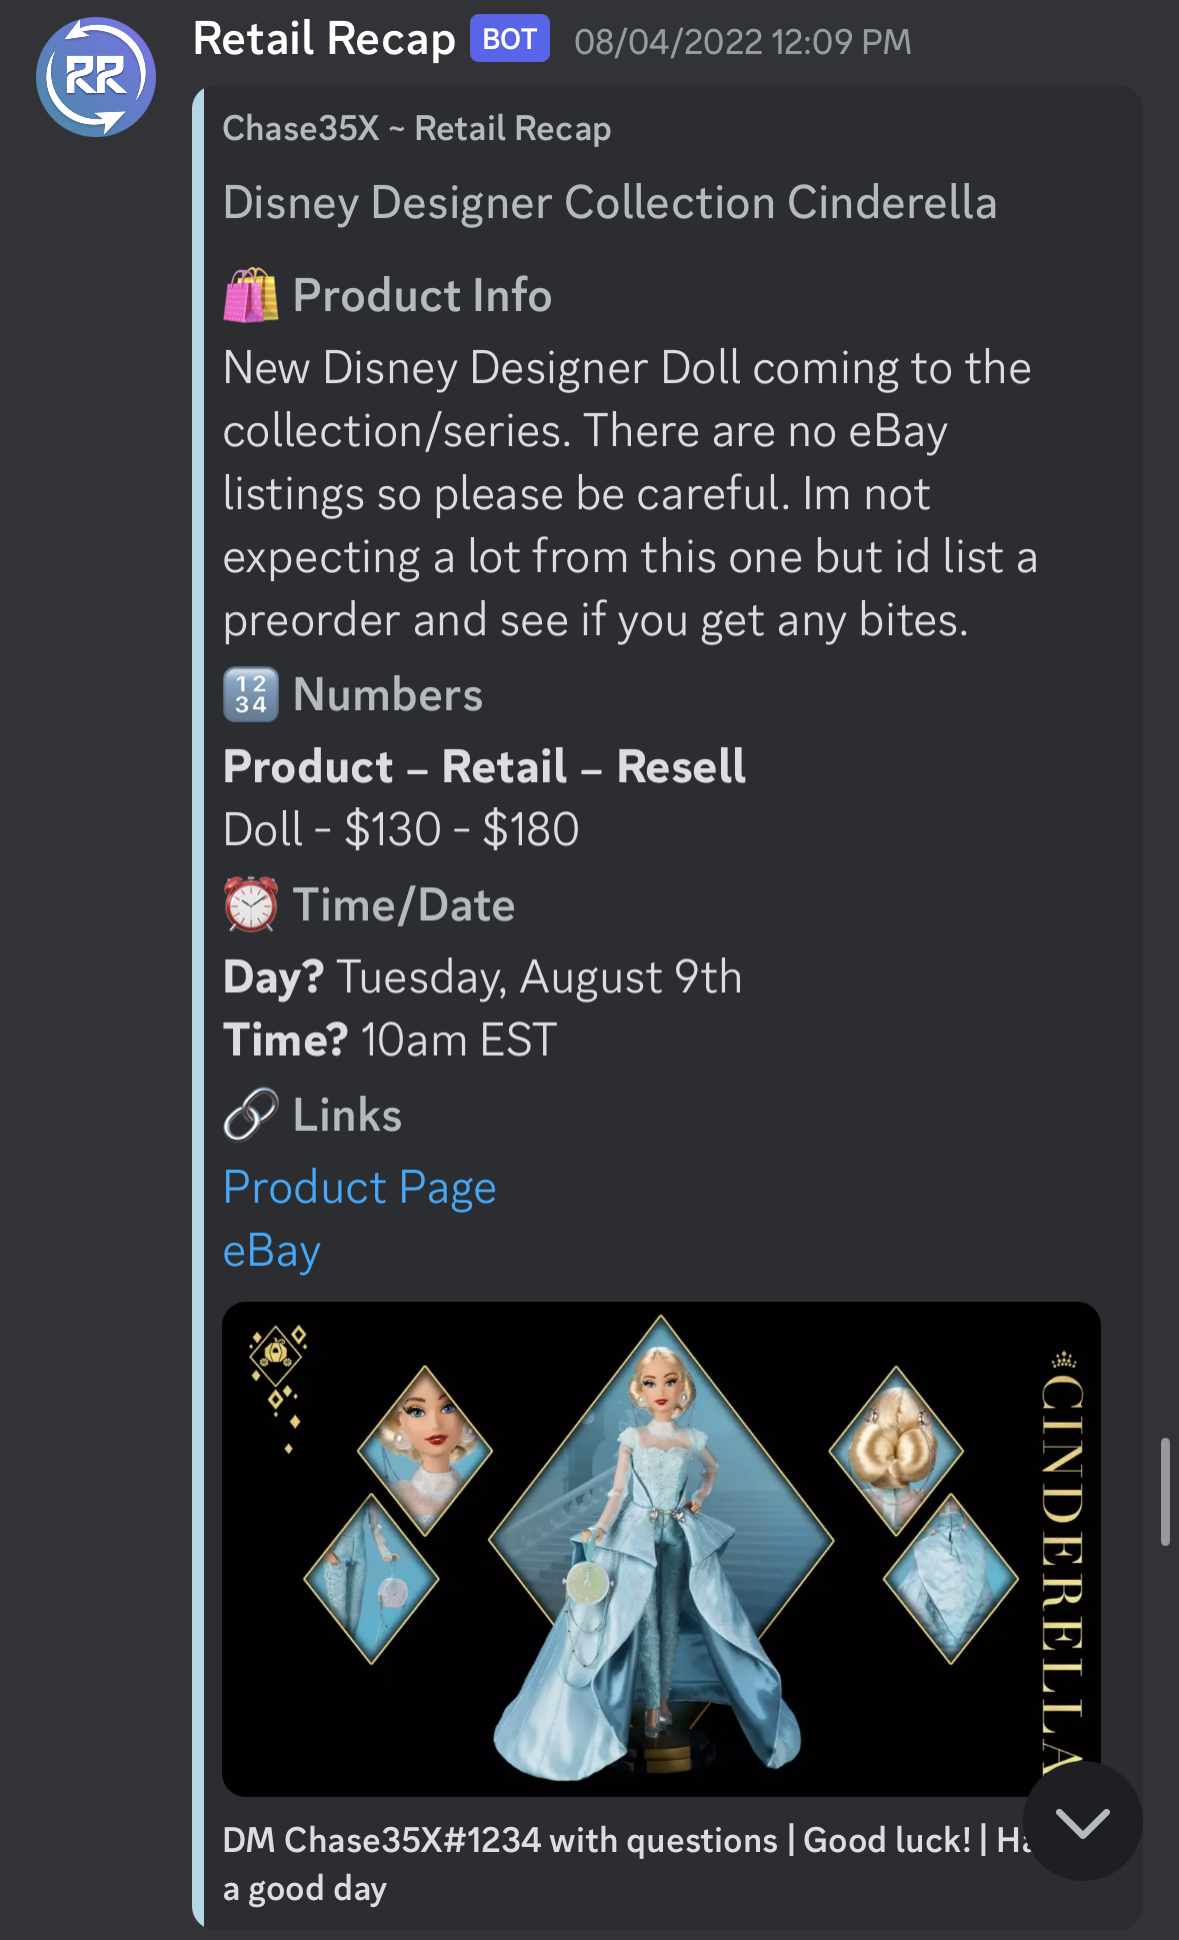 RR
Retail Recap BOT 08/04/2022 12:09 PM
Chase35X ~ Retail Recap
Disney Designer Collection Cinderella
🛍️ Product Info
New Disney Designer Doll coming to the
collection/series. There are no eBay
listings so please be careful. Im not
expecting a lot from this one but id list a
preorder and see if you get any bites.
🔢 Numbers
Product – Retail – Resell
Doll - $130 - $180
⏰ Time/Date
Day? Tuesday, August 9th
Time? 10am EST
🔗 Links
Product Page
eBay
CINDERELLA
DM Chase35X#1234 with questions | Good luck! |
a good day